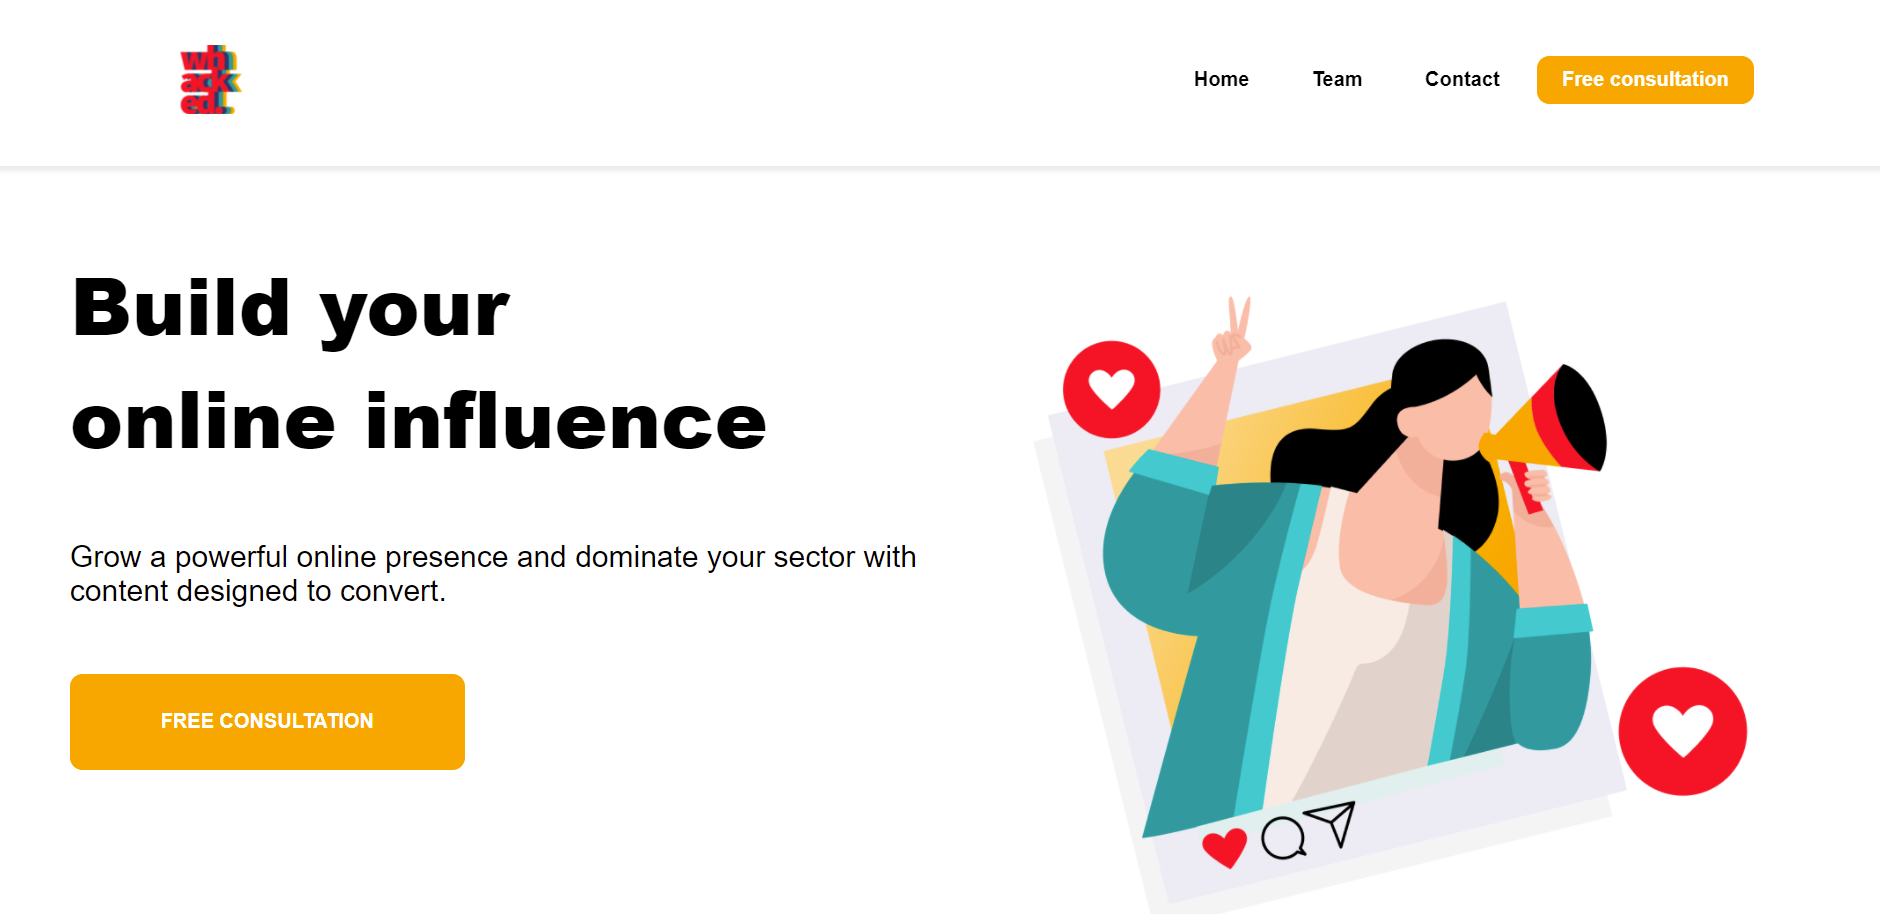 wh
ack
ed.
Home
Team
Contact
Free consultation
Build your
online influence
Grow a powerful online presence and dominate your sector with
content designed to convert.
FREE CONSULTATION